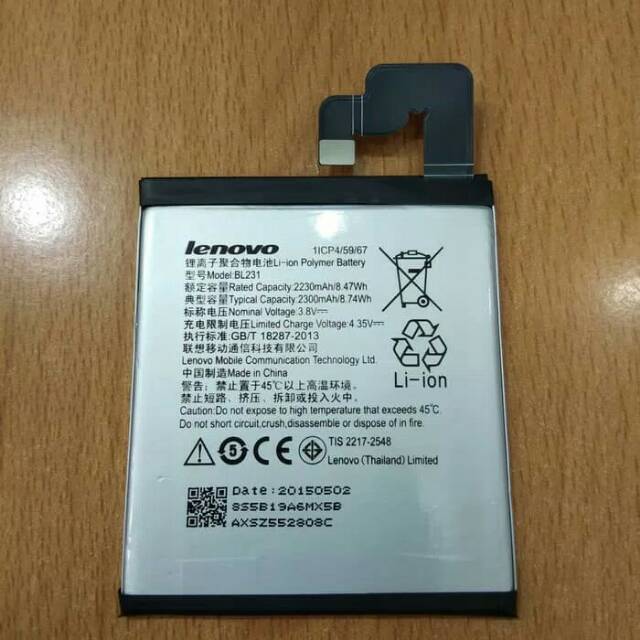 lenovo 1ICP4/59/67
锂离子聚合物电池Li-ion Polymer Battery
型号Model:BL231
额定容量Rated Capacity:2230mAh/8.47Wh
典型容量Typical Capacity:2300mAh/8.74Wh
标称电压Nominal Voltage:3.8V⎓
充电限制电压Limited Charge Voltage:4.35V⎓
执行标准:GB/T 18287-2013
联想移动通信科技有限公司
Lenovo Mobile Communication Technology Ltd.
中国制造Made in China
Li-ion
警告:禁止置于45℃以上高温环境。
禁止短路、挤压、拆卸或投入火中。
Caution:Do not expose to high temperature that exceeds 45℃.
Do not short circuit,crush,disassemble or dispose of in fire.
5 CE TIS 2217-2548
Lenovo (Thailand) Limited
Date:20150502
8S5B19A6MX5B
AXSZ552808C